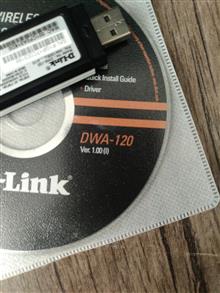 WIRELES
D-Link
Quick Install Guide
• Driver
DWA-120
Ver. 1.00 (I)
-Link